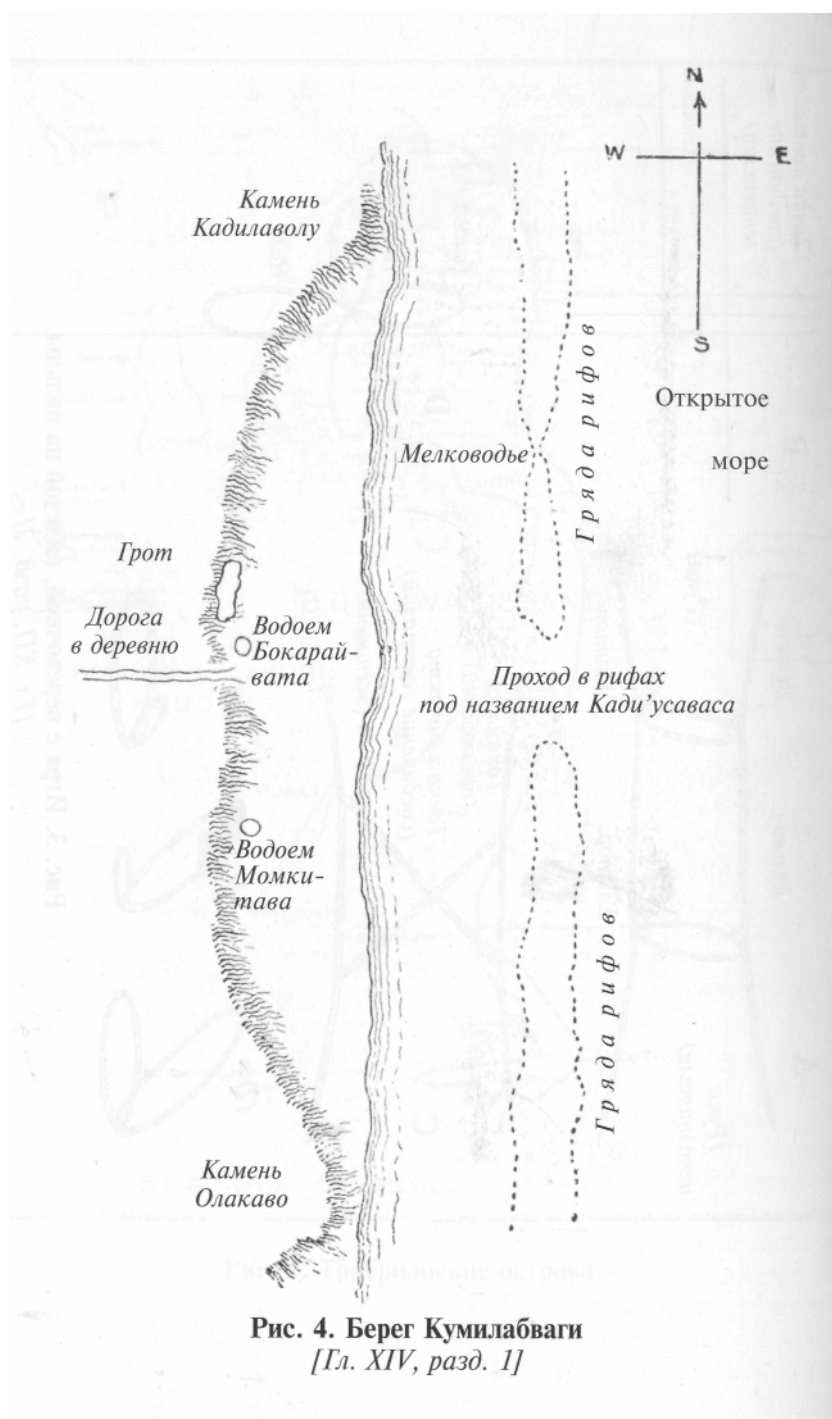 N
W
E
S
Камень
Кадилаволу
Открытое
море
Гряда рифов
Мелководье
Грот
Дорога
в деревню
Водоем
Бокарай-
вата
Проход в рифах
под названием Кади’усаваса
Водоем
Момки-
тава
Гряда рифов
Камень
Олакаво
Рис. 4. Берег Кумилабваги
[Гл. XIV, разд. 1]